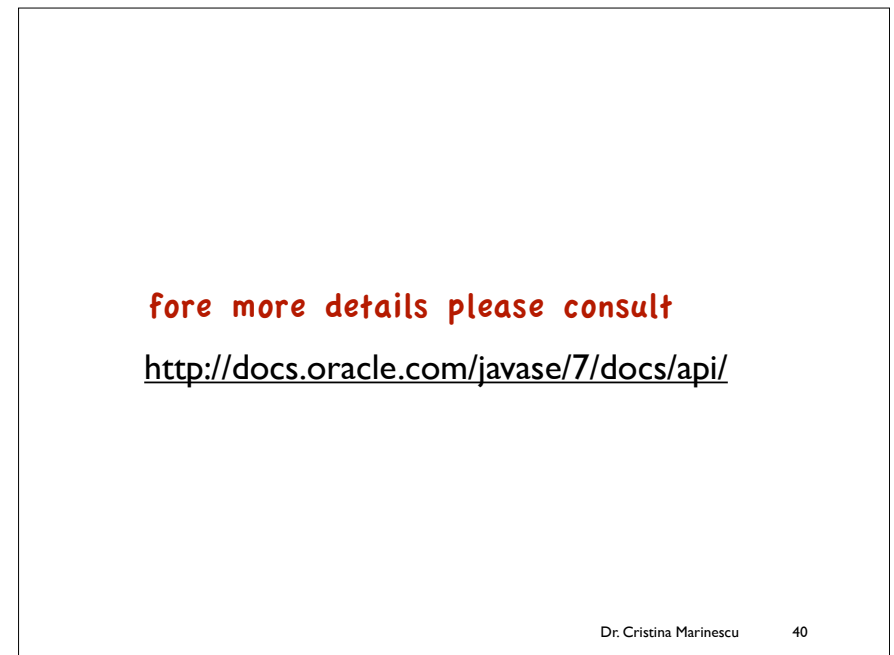 fore more details please consult
http://docs.oracle.com/javase/7/docs/api/
Dr. Cristina Marinescu 40